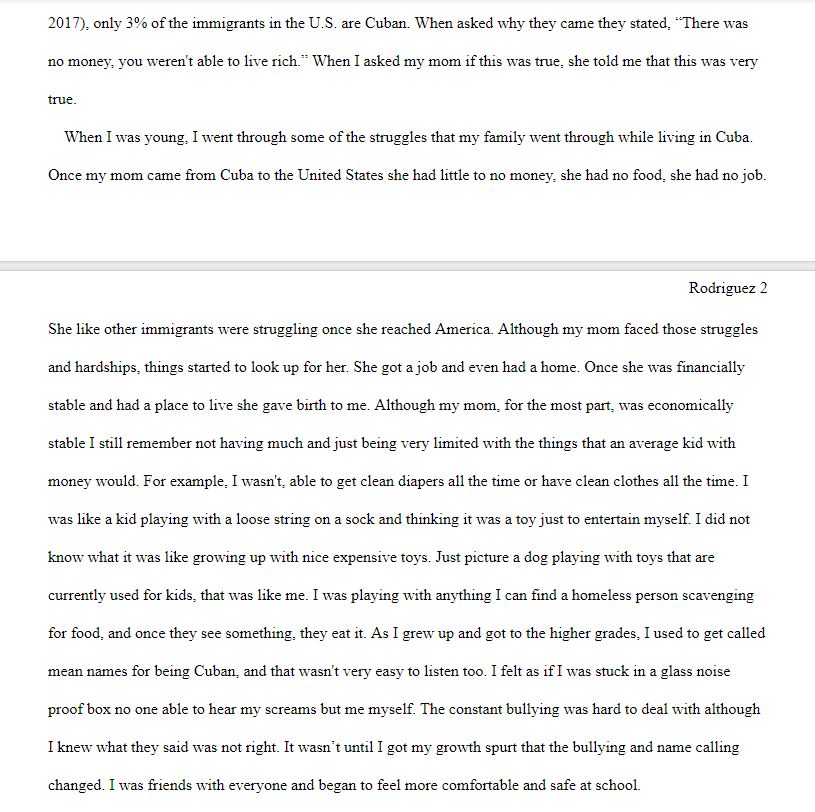 2017), only 3% of the immigrants in the U.S. are Cuban. When asked why they came they stated, “There was
no money, you weren't able to live rich.” When I asked my mom if this was true, she told me that this was very
true.
When I was young, I went through some of the struggles that my family went through while living in Cuba.
Once my mom came from Cuba to the United States she had little to no money, she had no food, she had no job.
Rodriguez 2
She like other immigrants were struggling once she reached America. Although my mom faced those struggles
and hardships, things started to look up for her. She got a job and even had a home. Once she was financially
stable and had a place to live she gave birth to me. Although my mom, for the most part, was economically
stable I still remember not having much and just being very limited with the things that an average kid with
money would. For example, I wasn't, able to get clean diapers all the time or have clean clothes all the time. I
was like a kid playing with a loose string on a sock and thinking it was a toy just to entertain myself. I did not
know what it was like growing up with nice expensive toys. Just picture a dog playing with toys that are
currently used for kids, that was like me. I was playing with anything I can find a homeless person scavenging
for food, and once they see something, they eat it. As I grew up and got to the higher grades, I used to get called
mean names for being Cuban, and that wasn't very easy to listen too. I felt as if I was stuck in a glass noise
proof box no one able to hear my screams but me myself. The constant bullying was hard to deal with although
I knew what they said was not right. It wasn’t until I got my growth spurt that the bullying and name calling
changed. I was friends with everyone and began to feel more comfortable and safe at school.